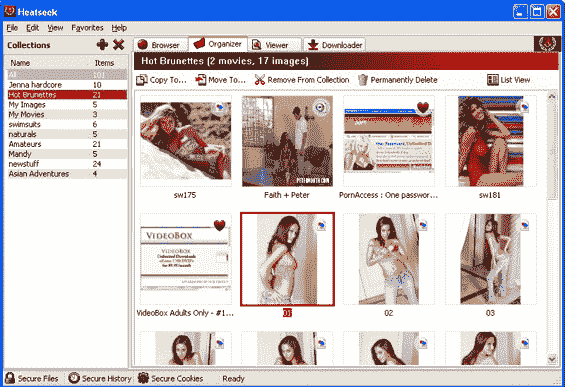 Heatseek
File Edit View Favorites Help
Collections
Browser Organizer Viewer Downloader
Name Items
Hot Brunettes (2 movies, 17 images)
All 101
Jenna hardcore 10
Hot Brunettes 21
My Images 5
My Movies 3
swimsuits 6
naturals 5
Amateurs 21
Mandy 5
newstuff 24
Asian Adventures 4
Copy To... Move To... Remove From Collection Permanently Delete List View
sw175 Faith + Peter PornAccess : One passwor... sw181
VIDEOBOX
VideoBox Adults Only - #1... 01 02 03
Secure Files Secure History Secure Cookies Ready